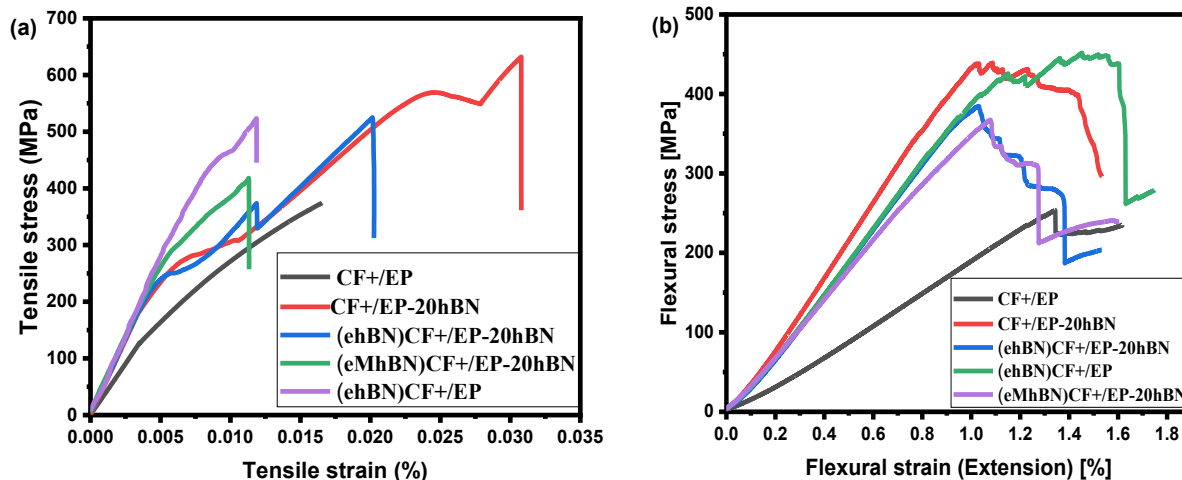 (a)
Tensile stress (MPa)
700
600
500
400
300
200
100
0
CF+/EP
CF+/EP-20hBN
(ehBN)CF+/EP-20hBN
(eMhBN)CF+/EP-20hBN
(ehBN)CF+/EP
0.000 0.005 0.010 0.015 0.020 0.025 0.030 0.035
Tensile strain (%)
(b)
Flexural stress [MPa]
500
400
300
200
100
0
CF+/EP
CF+/EP-20hBN
(ehBN)CF+/EP-20hBN
(ehBN)CF+/EP
(eMhBN)CF+/EP-20hBN
0.0 0.2 0.4 0.6 0.8 1.0 1.2 1.4 1.6 1.8
Flexural strain (Extension) [%]